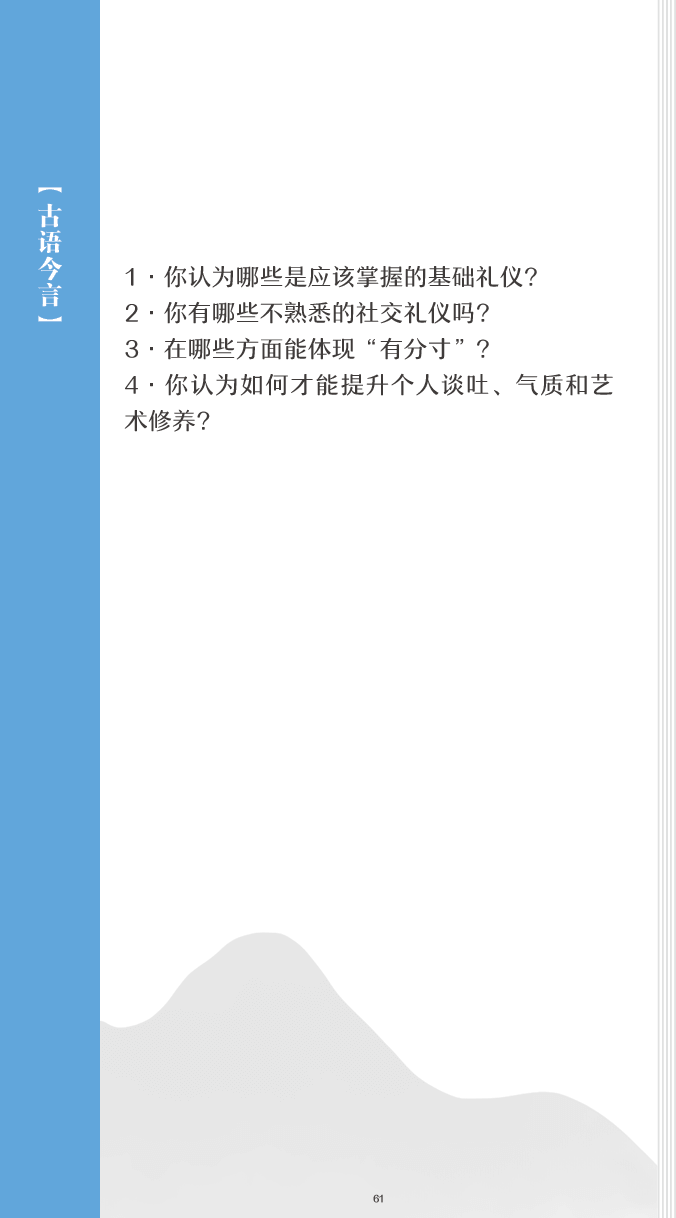 【古语今言】
1·你认为哪些是应该掌握的基础礼仪？
2·你有哪些不熟悉的社交礼仪吗？
3·在哪些方面能体现“有分寸”？
4·你认为如何才能提升个人谈吐、气质和艺
术修养？
61